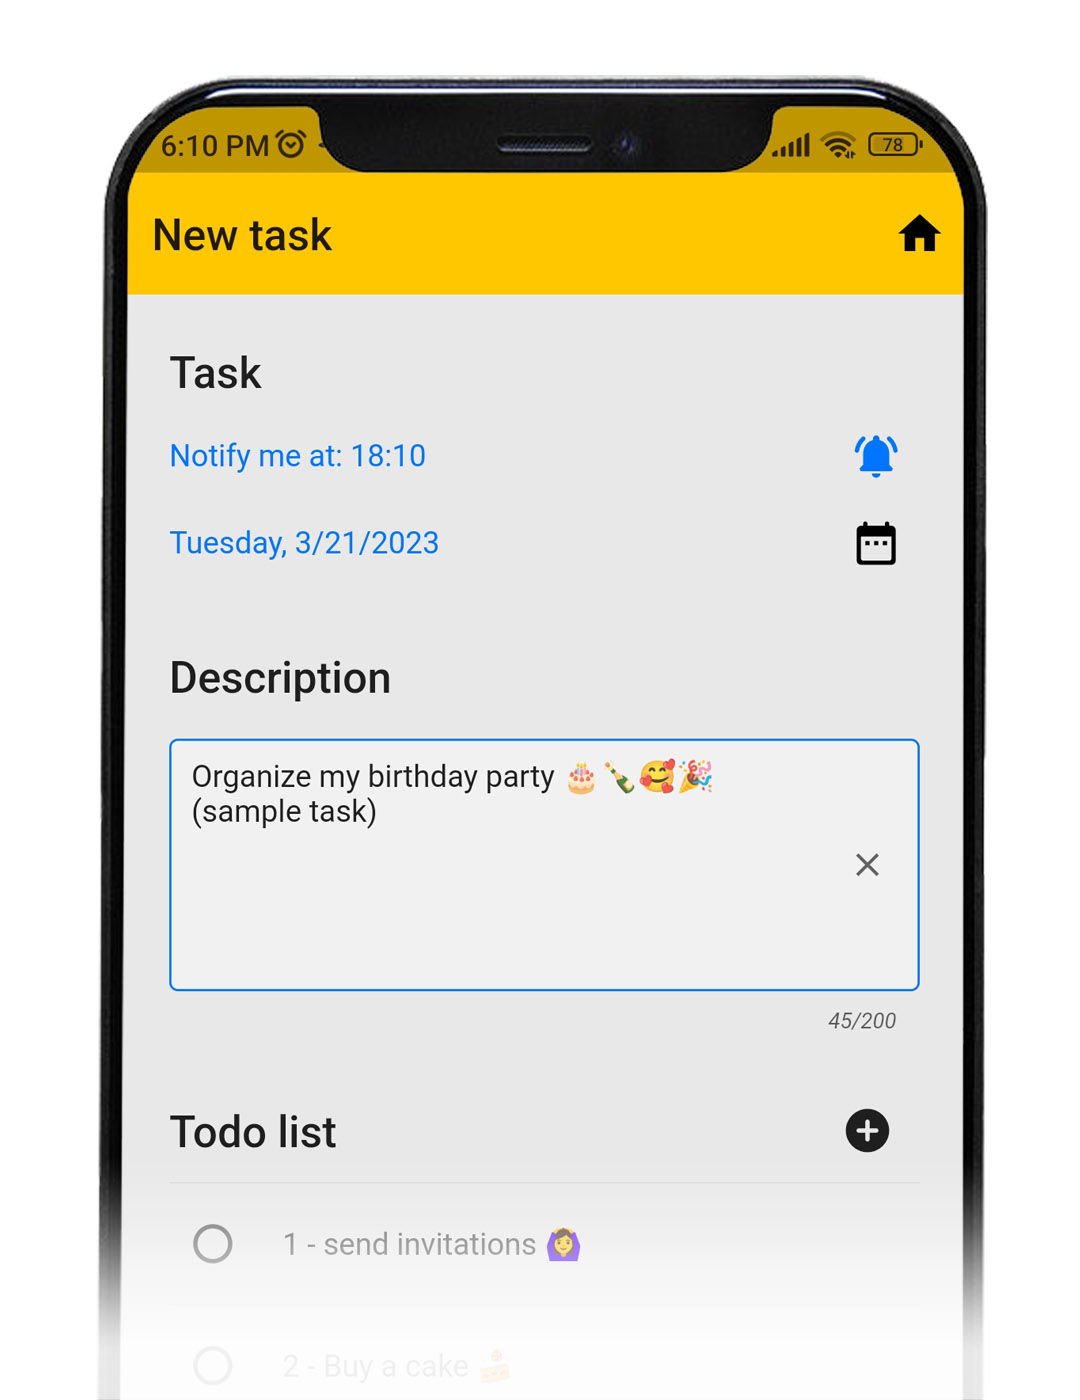 6:10 PM
78
New task
Task
Notify me at: 18:10
Tuesday, 3/21/2023
Description
Organize my birthday party 🎂🍾🥰🎉
(sample task)
45/200
Todo list
1 - send invitations 🙆‍♀️
2 - Buy a cake 🍰